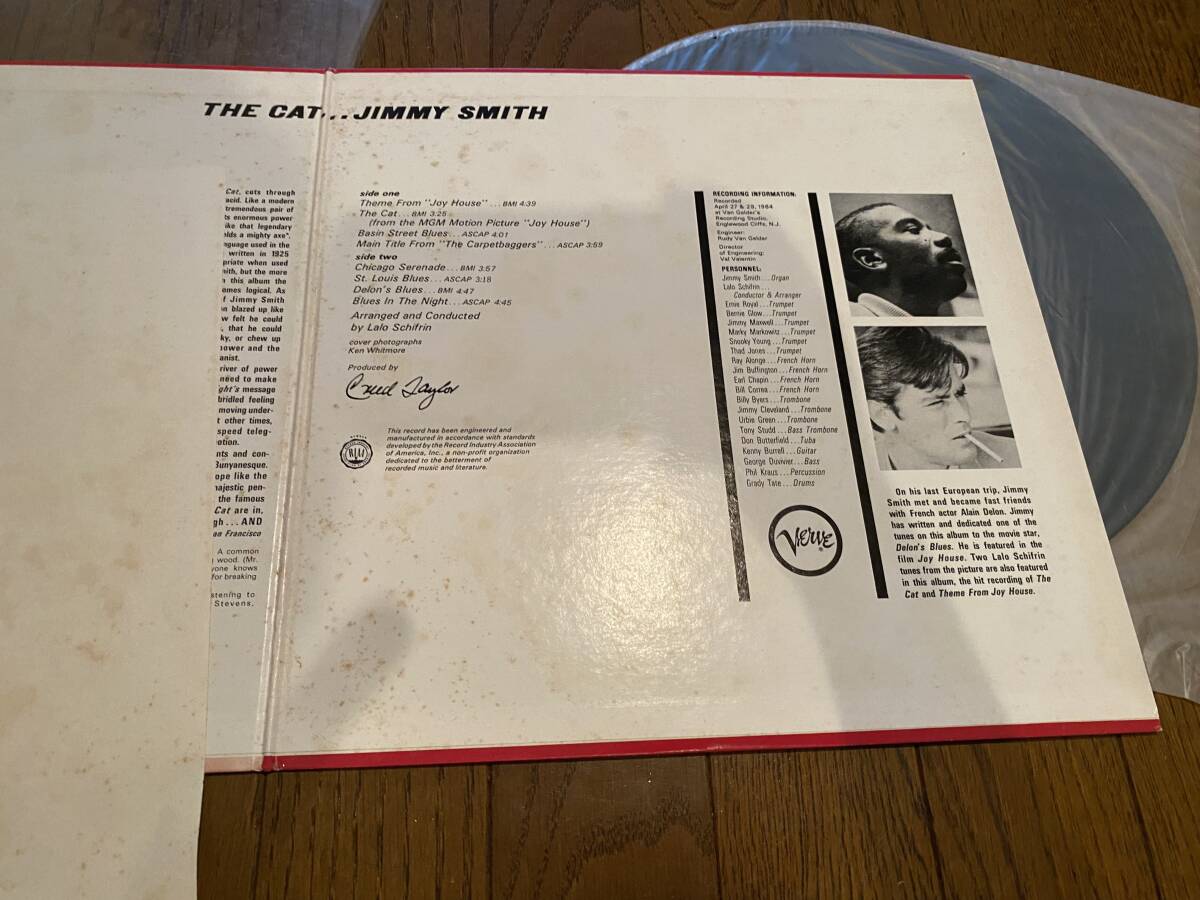 THE CAT...JIMMY SMITH
Cat, cuts through
acid. Like a modern
tremendous pair of
its enormous power
like that legendary
lds a mighty axe".
nguage used in the
written in 1925
priate when used
mith, but the more
this album the
omes logical. As
f Jimmy Smith
n blazed up like
w felt he could
, that he could
ky, or chew up
power and the
anist.
river of power
need to make
ght's message
bridled feeling
moving under-
t other times,
speed teleg-
otion.
nts and con-
Bunyanesque.
ope like the
majestic pen-
the famous
Cat are in,
gh...AND
an Francisco
A common
wood. (Mr.
yone knows
for breaking
stening to
Stevens,
side one
Theme From "Joy House"...BMI 4:39
The Cat...BMI 3:25
(from the MGM Motion Picture "Joy House")
Basin Street Blues...ASCAP 4:01
Main Title From "The Carpetbaggers"...ASCAP 3:59
side two
Chicago Serenade...BMI 3:57
St. Louis Blues...ASCAP 3:18
Delon's Blues...BMI 4:47
Blues In The Night...ASCAP 4:45
Arranged and Conducted
by Lalo Schifrin
cover photographs
Ken Whitmore
Produced by
Creed Taylor
RIAA
This record has been engineered and
manufactured in accordance with standards
developed by the Record Industry Association
of America, Inc., a non-profit organization
dedicated to the betterment of
recorded music and literature.
RECORDING INFORMATION:
Recorded
April 27 & 29, 1964
at Van Gelder's
Recording Studio,
Englewood Cliffs, N.J.
Engineer:
Rudy Van Gelder
Director
of Engineering:
Val Valentin
PERSONNEL:
Jimmy Smith...Organ
Lalo Schifrin...
Conductor & Arranger
Ernie Royal...Trumpet
Bernie Glow...Trumpet
Jimmy Maxwell...Trumpet
Marky Markowitz...Trumpet
Snooky Young...Trumpet
Thad Jones...Trumpet
Ray Alonge...French Horn
Jim Buffington...French Horn
Earl Chapin...French Horn
Bill Correa...French Horn
Billy Byers...Trombone
Jimmy Cleveland...Trombone
Urbie Green...Trombone
Tony Studd...Bass Trombone
Don Butterfield...Tuba
Kenny Burrell...Guitar
George Duvivier...Bass
Phil Kraus...Percussion
Grady Tate...Drums
Verve
On his last European trip, Jimmy
Smith met and became fast friends
with French actor Alain Delon. Jimmy
has written and dedicated one of the
tunes on this album to the movie star,
Delon's Blues. He is featured in the
film Joy House. Two Lalo Schifrin
tunes from the picture are also featured
in this album, the hit recording of The
Cat and Theme From Joy House.